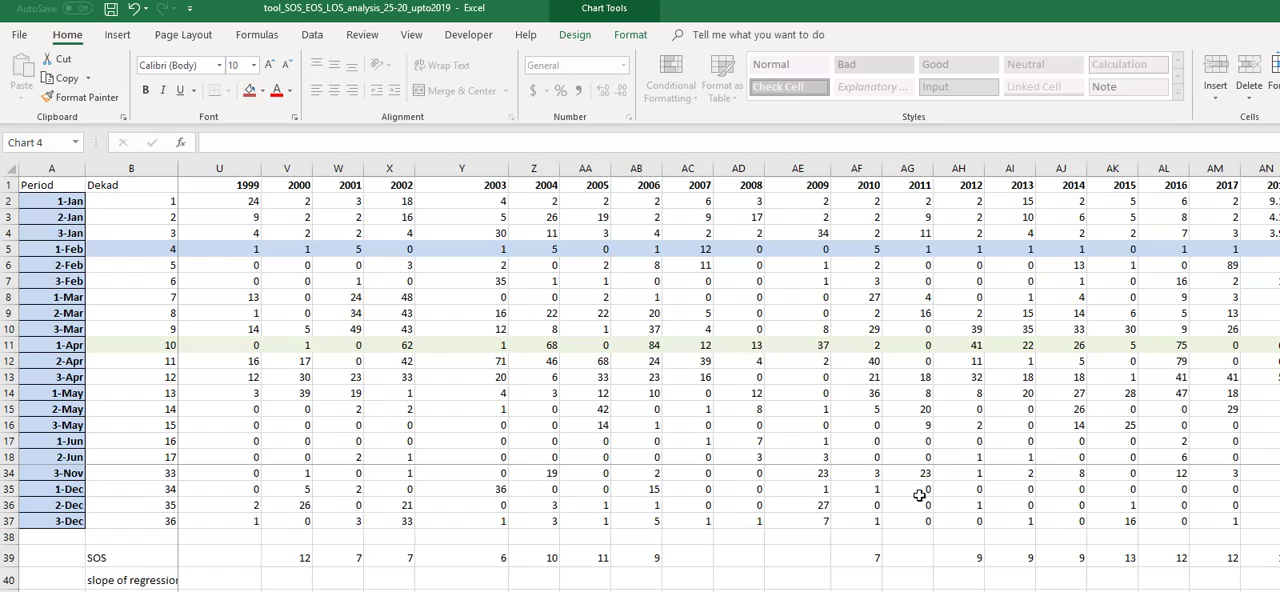 AutoSave Off tool_SOS_EOS_LOS_analysis_25-20_upto2019 - Excel Chart Tools
File Home Insert Page Layout Formulas Data Review View Developer Help Design Format Tell me what you want to do
Paste Cut Copy Format Painter
Calibri (Body) 10 A A
B I U A
Wrap Text
Merge & Center
General
$ % ,
Conditional Formatting Format as Table
Normal Bad Good Neutral Calculation
Check Cell Explanatory ... Input Linked Cell Note
Insert Delete
Clipboard Font Alignment Number Styles Cells
Chart 4 fx
A B U V W X Y Z AA AB AC AD AE AF AG AH AI AJ AK AL AM AN
1 Period Dekad 1999 2000 2001 2002 2003 2004 2005 2006 2007 2008 2009 2010 2011 2012 2013 2014 2015 2016 2017
2 1-Jan 1 24 2 3 18 4 2 2 2 6 3 2 2 2 2 15 2 5 6 2 9.
3 2-Jan 2 9 2 2 16 5 26 19 2 9 17 2 2 9 2 10 6 5 8 2 4.
4 3-Jan 3 4 2 2 4 30 11 3 4 2 2 34 2 11 2 4 2 2 7 3 3.
5 1-Feb 4 1 1 5 0 1 5 0 1 12 0 0 5 1 1 1 1 0 1 1
6 2-Feb 5 0 0 0 3 2 0 2 8 11 0 1 2 0 0 0 13 1 0 89
7 3-Feb 6 0 0 1 0 35 1 1 0 0 0 1 3 0 0 0 1 0 16 2
8 1-Mar 7 13 0 24 48 0 0 2 1 0 0 0 27 4 0 1 4 0 9 3
9 2-Mar 8 1 0 34 43 16 22 22 20 5 0 0 2 16 2 15 14 6 5 13
10 3-Mar 9 14 5 49 43 12 8 1 37 4 0 8 29 0 39 35 33 30 9 26
11 1-Apr 10 0 1 0 62 1 68 0 84 12 13 37 2 0 41 22 26 5 75 0
12 2-Apr 11 16 17 0 42 71 46 68 24 39 4 2 40 0 11 1 5 0 79 0
13 3-Apr 12 12 30 23 33 20 6 33 23 16 0 0 21 18 32 18 18 1 41 41
14 1-May 13 3 39 19 1 4 3 12 10 0 12 0 36 8 8 20 27 28 47 18
15 2-May 14 0 0 2 2 1 0 42 0 1 8 1 5 20 0 0 26 0 0 29
16 3-May 15 0 0 0 0 0 0 14 1 0 0 0 0 9 2 0 14 25 0 0
17 1-Jun 16 0 0 0 0 0 0 0 0 1 7 1 0 0 0 0 0 0 2 0
18 2-Jun 17 0 0 2 1 0 0 0 0 0 3 3 0 0 1 1 0 0 6 0
34 3-Nov 33 0 1 0 1 0 19 0 2 0 0 23 3 23 1 2 8 0 12 3
35 1-Dec 34 0 5 2 0 36 0 0 15 0 0 1 1 0 0 0 0 0 0 0
36 2-Dec 35 2 26 0 21 0 3 1 1 0 0 27 0 0 1 0 0 1 0 0
37 3-Dec 36 1 0 3 33 1 3 1 5 1 1 7 1 0 0 1 0 16 0 1
38
39 SOS 12 7 7 6 10 11 9 7 9 9 9 13 12 12
40 slope of regression